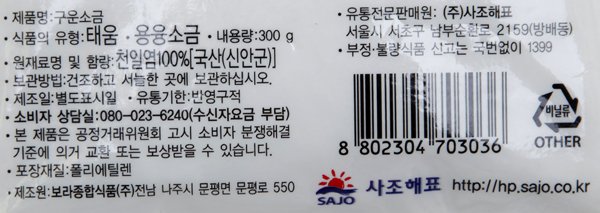 • 제품명:구운소금
• 식품의 유형:태움 · 용융소금 • 내용량:300 g
• 원재료명 및 함량:천일염100%[국산(신안군)]
• 보관방법:건조하고 서늘한 곳에 보관하십시오.
• 제조일:별도표시일 • 유통기한:반영구적
• 소비자 상담실:080-023-6240(수신자요금 부담)
• 본 제품은 공정거래위원회 고시 소비자 분쟁해결
기준에 의거 교환 또는 보상받을 수 있습니다.
• 포장재질:폴리에틸렌
• 제조원:보라종합식품(주)전남 나주시 문평면 문평로 550
• 유통전문판매원: (주)사조해표
서울시 서초구 남부순환로 2159(방배동)
• 부정·불량식품 신고는 국번없이 1399
8 802304 703036
비닐류
OTHER
SAJO 사조해표 http://hp.sajo.co.kr